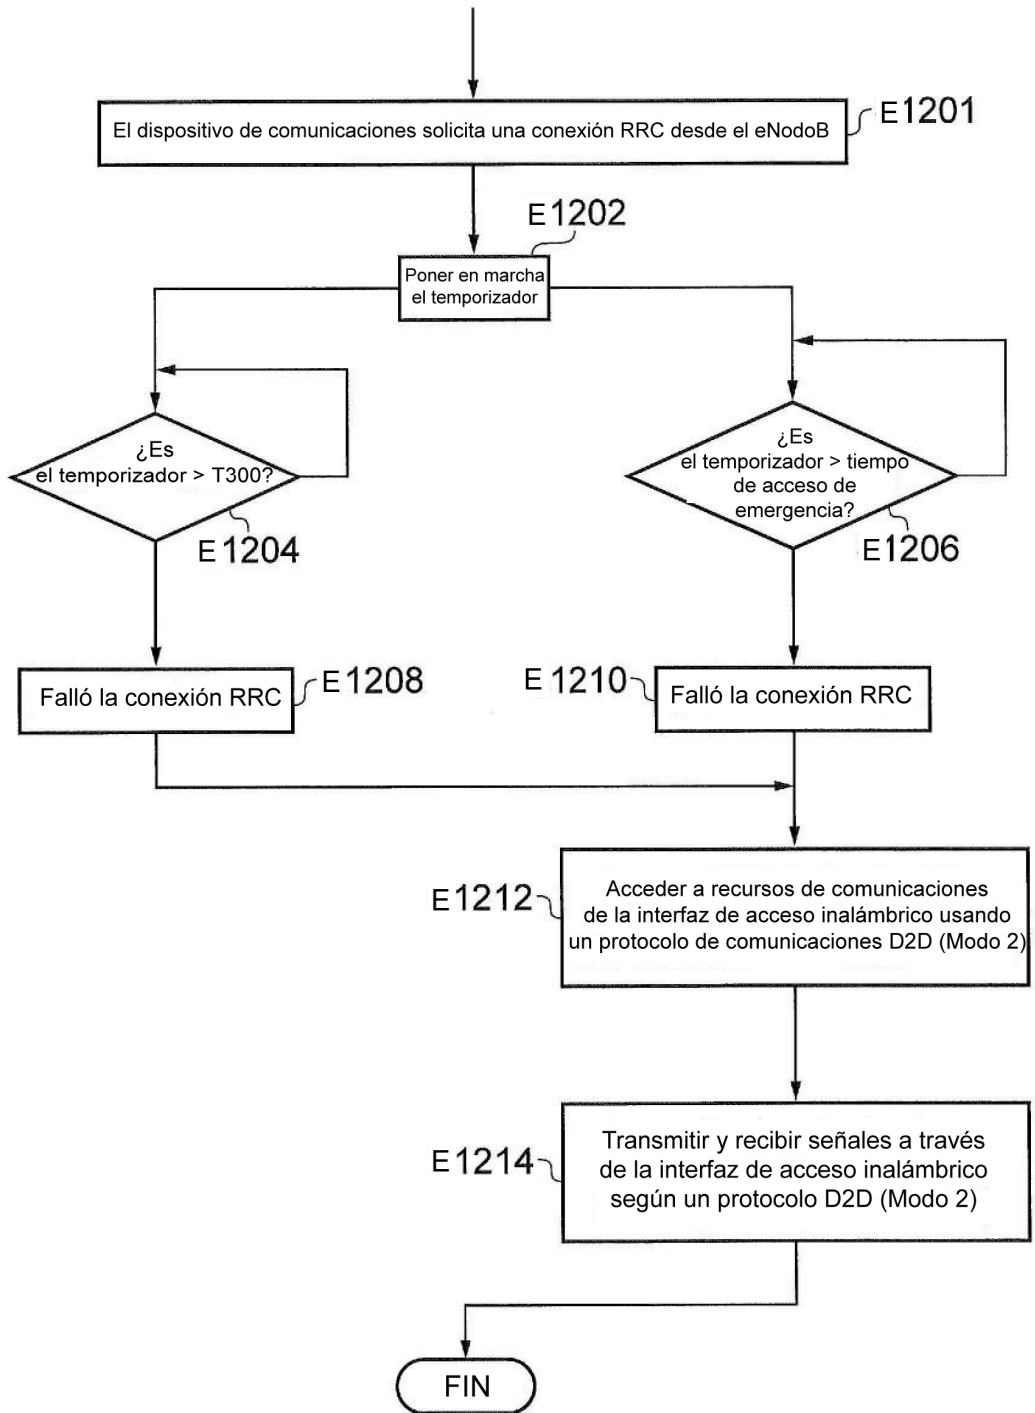 E1201
El dispositivo de comunicaciones solicita una conexión RRC desde el eNodoB
E1202
Poner en marcha
el temporizador
¿Es
el temporizador > T300?
E1204
¿Es
el temporizador > tiempo
de acceso de
emergencia?
E1206
Falló la conexión RRC
E1208
E1210
Falló la conexión RRC
E1212
Acceder a recursos de comunicaciones
de la interfaz de acceso inalámbrico usando
un protocolo de comunicaciones D2D (Modo 2)
E1214
Transmitir y recibir señales a través
de la interfaz de acceso inalámbrico
según un protocolo D2D (Modo 2)
FIN